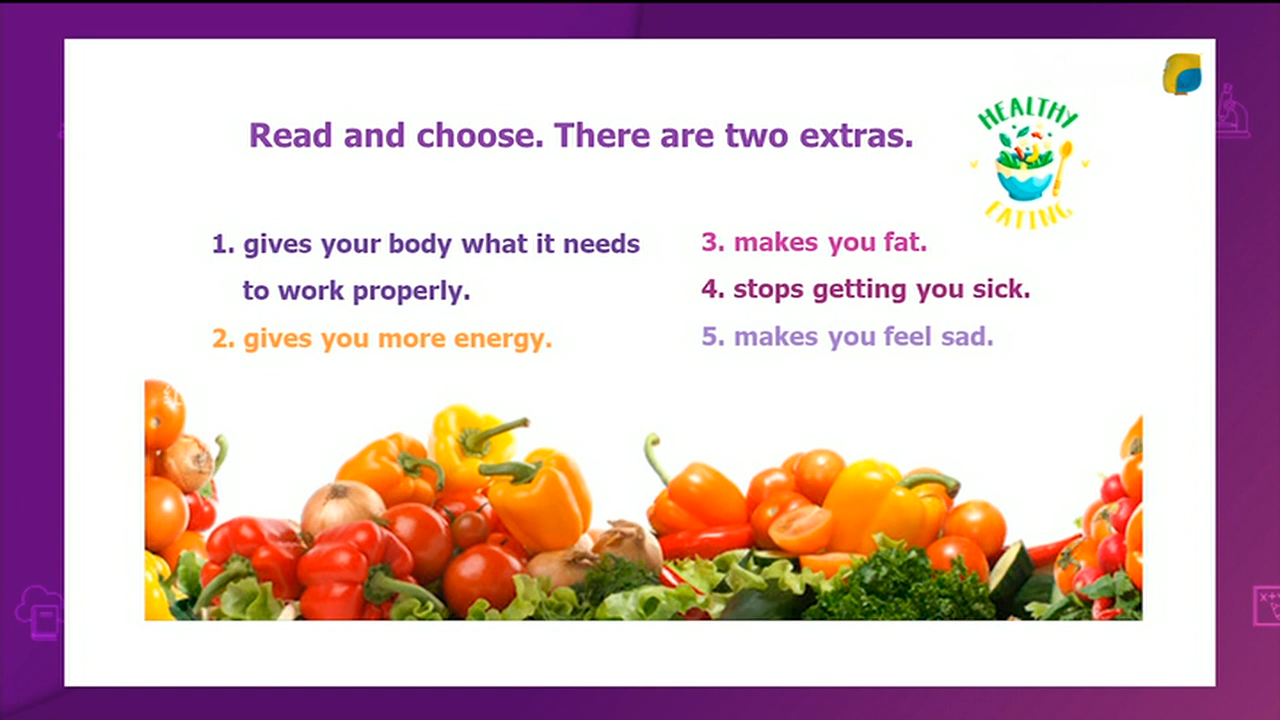 Read and choose. There are two extras.
HEALTHY
EATING
1. gives your body what it needs
to work properly.
2. gives you more energy.
3. makes you fat.
4. stops getting you sick.
5. makes you feel sad.